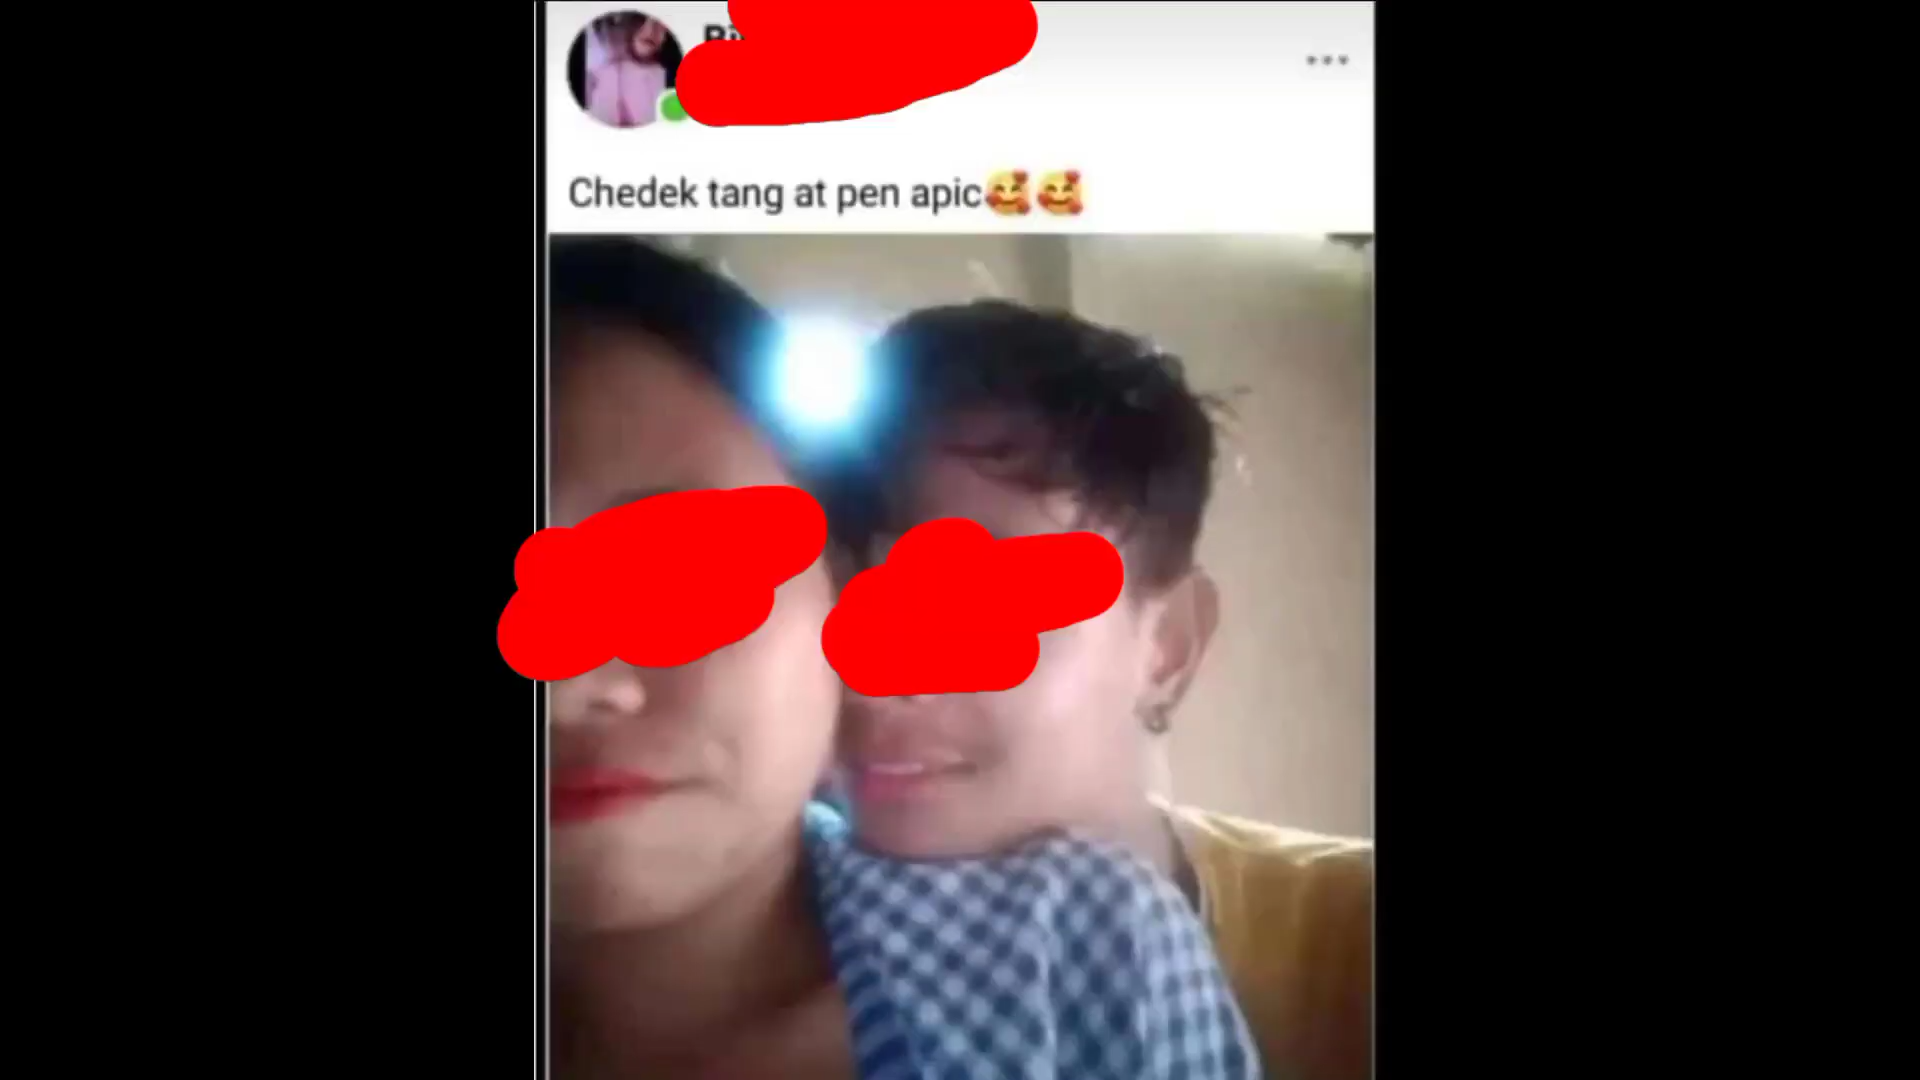 Chedek tang at pen apic🥰🥰